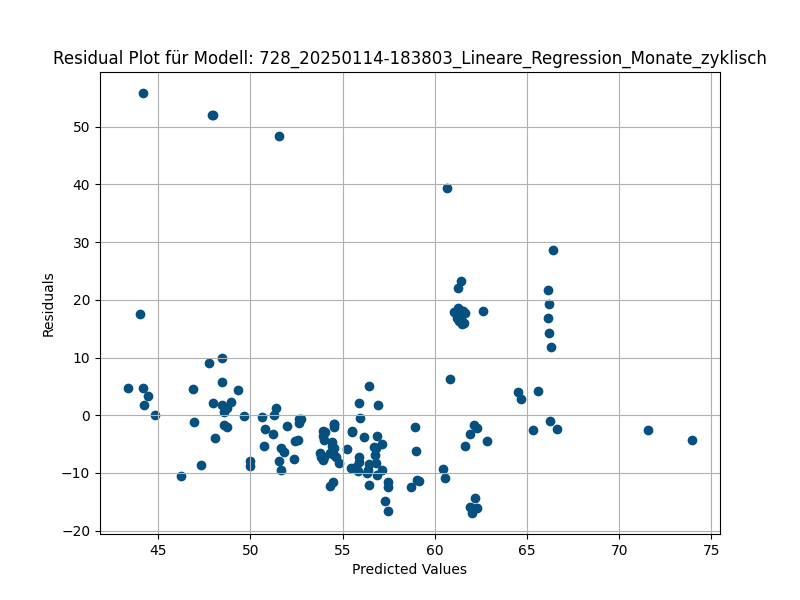 Residual Plot für Modell: 728_20250114-183803_Lineare_Regression_Monate_zyklisch
Residuals
50
40
30
20
10
0
−10
−20
45 50 55 60 65 70 75
Predicted Values